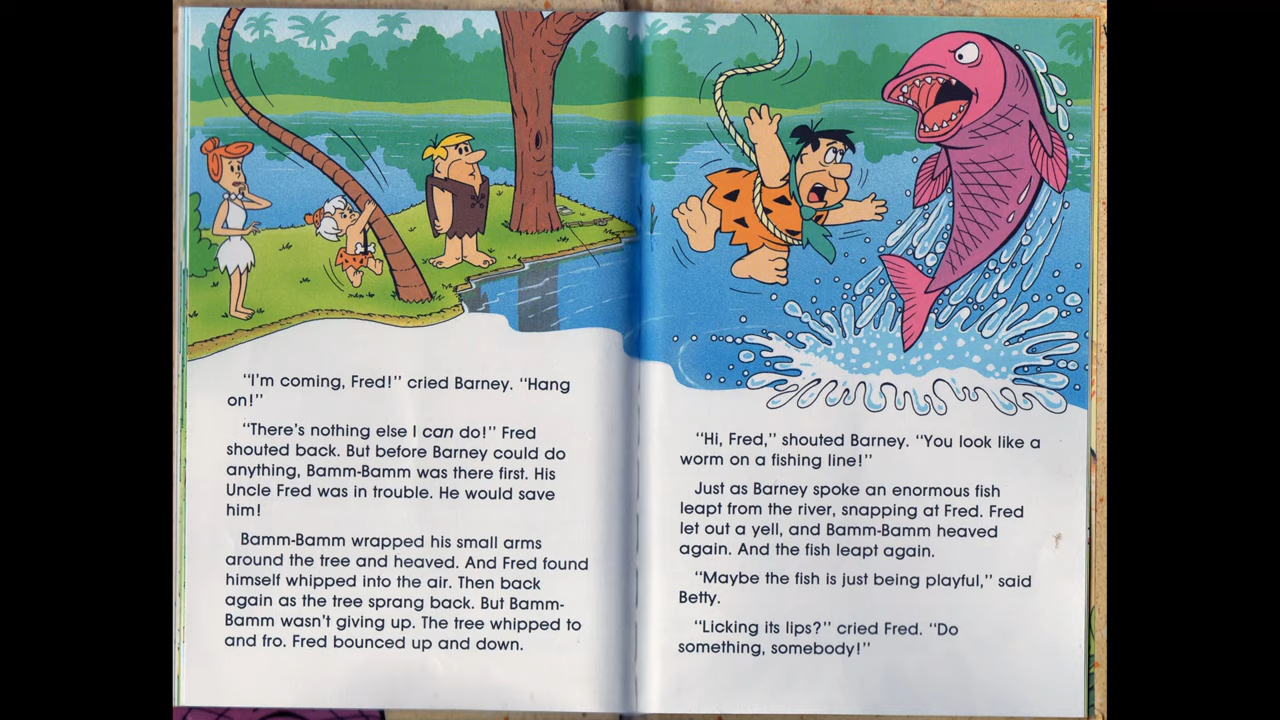 "I'm coming, Fred!" cried Barney. "Hang
on!"
"There's nothing else I can do!" Fred
shouted back. But before Barney could do
anything, Bamm-Bamm was there first. His
Uncle Fred was in trouble. He would save
him!
Bamm-Bamm wrapped his small arms
around the tree and heaved. And Fred found
himself whipped into the air. Then back
again as the tree sprang back. But Bamm-
Bamm wasn't giving up. The tree whipped to
and fro. Fred bounced up and down.
"Hi, Fred," shouted Barney. "You look like a
worm on a fishing line!"
Just as Barney spoke an enormous fish
leapt from the river, snapping at Fred. Fred
let out a yell, and Bamm-Bamm heaved
again. And the fish leapt again.
"Maybe the fish is just being playful," said
Betty.
"Licking its lips?" cried Fred. "Do
something, somebody!"